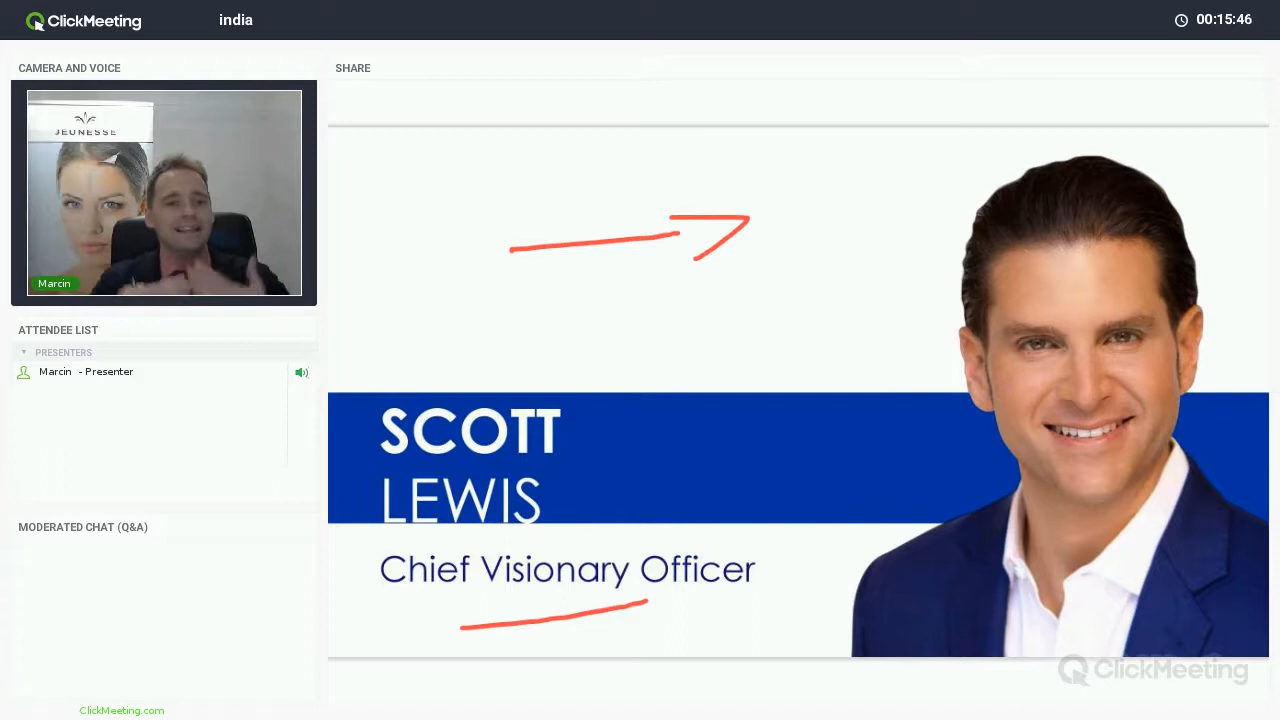 ClickMeeting
india
00:15:46
CAMERA AND VOICE
JEUNESSE
Marcin
ATTENDEE LIST
PRESENTERS
Marcin - Presenter
MODERATED CHAT (Q&A)
ClickMeeting.com
SHARE
SCOTT
LEWIS
Chief Visionary Officer
ClickMeeting